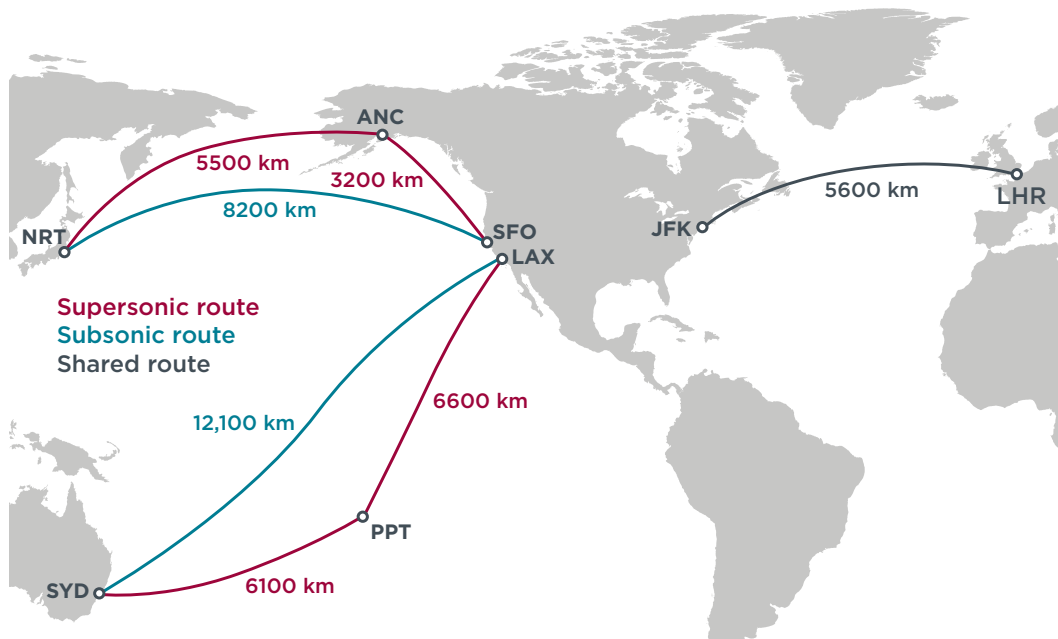 ANC
5500 km
3200 km
8200 km
NRT
SFO
LAX
5600 km
LHR
JFK
Supersonic route
Subsonic route
Shared route
6600 km
12,100 km
PPT
SYD
6100 km